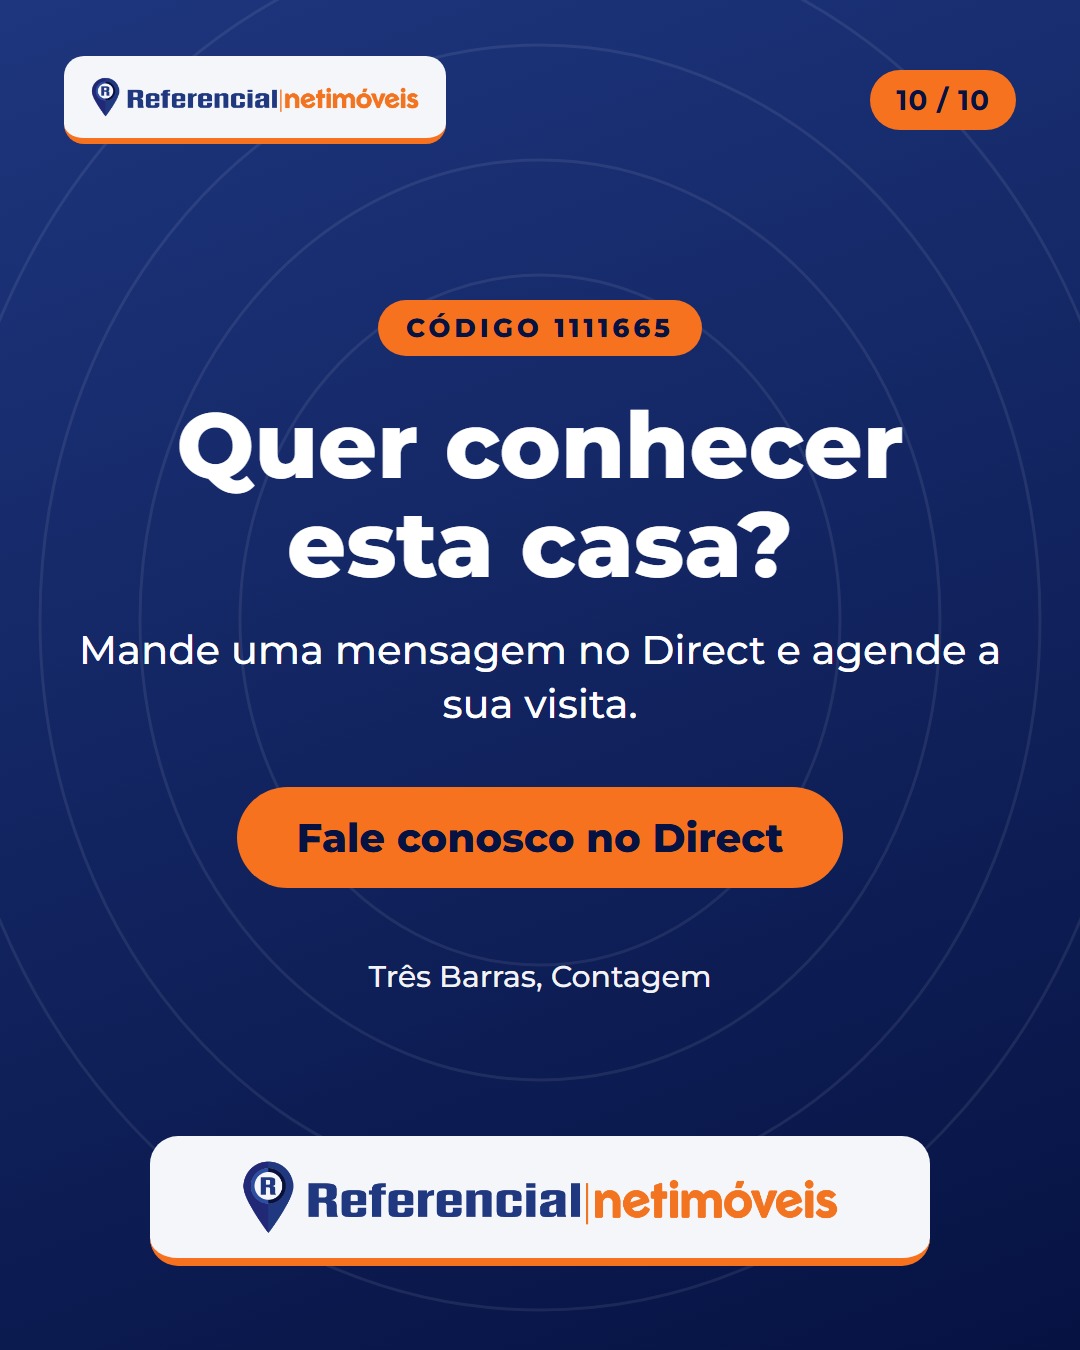 R Referencial|netimóveis
10 / 10
CÓDIGO 1111665
Quer conhecer
esta casa?
Mande uma mensagem no Direct e agende a
sua visita.
Fale conosco no Direct
Três Barras, Contagem
R Referencial|netimóveis